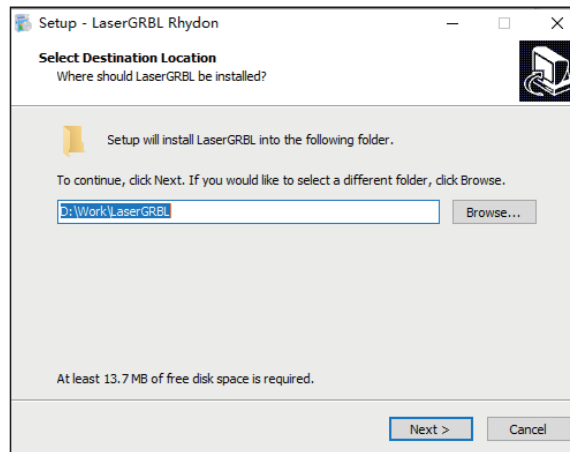 Setup - LaserGRBL Rhydon
Select Destination Location
Where should LaserGRBL be installed?
Setup will install LaserGRBL into the following folder.
To continue, click Next. If you would like to select a different folder, click Browse.
D:\Work\LaserGRBL
Browse...
At least 13.7 MB of free disk space is required.
Next >
Cancel